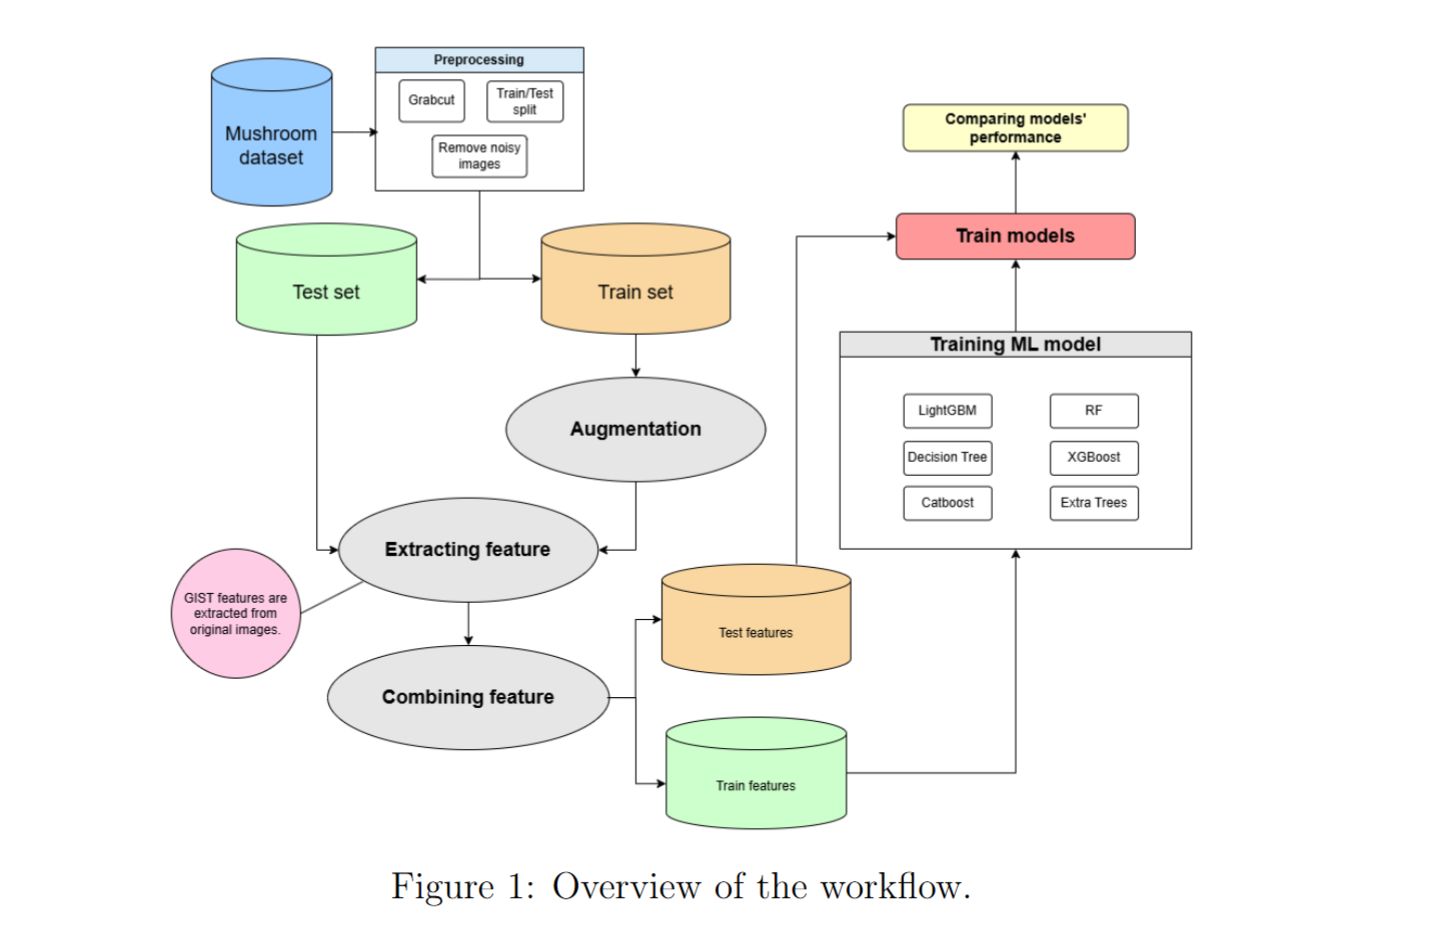 Preprocessing
Grabcut
Train/Test
split
Remove noisy
images
Mushroom
dataset
Comparing models'
performance
Train models
Test set
Train set
Training ML model
LightGBM
RF
Decision Tree
XGBoost
Catboost
Extra Trees
Augmentation
Extracting feature
GIST features are
extracted from
original images.
Test features
Combining feature
Train features
Figure 1: Overview of the workflow.